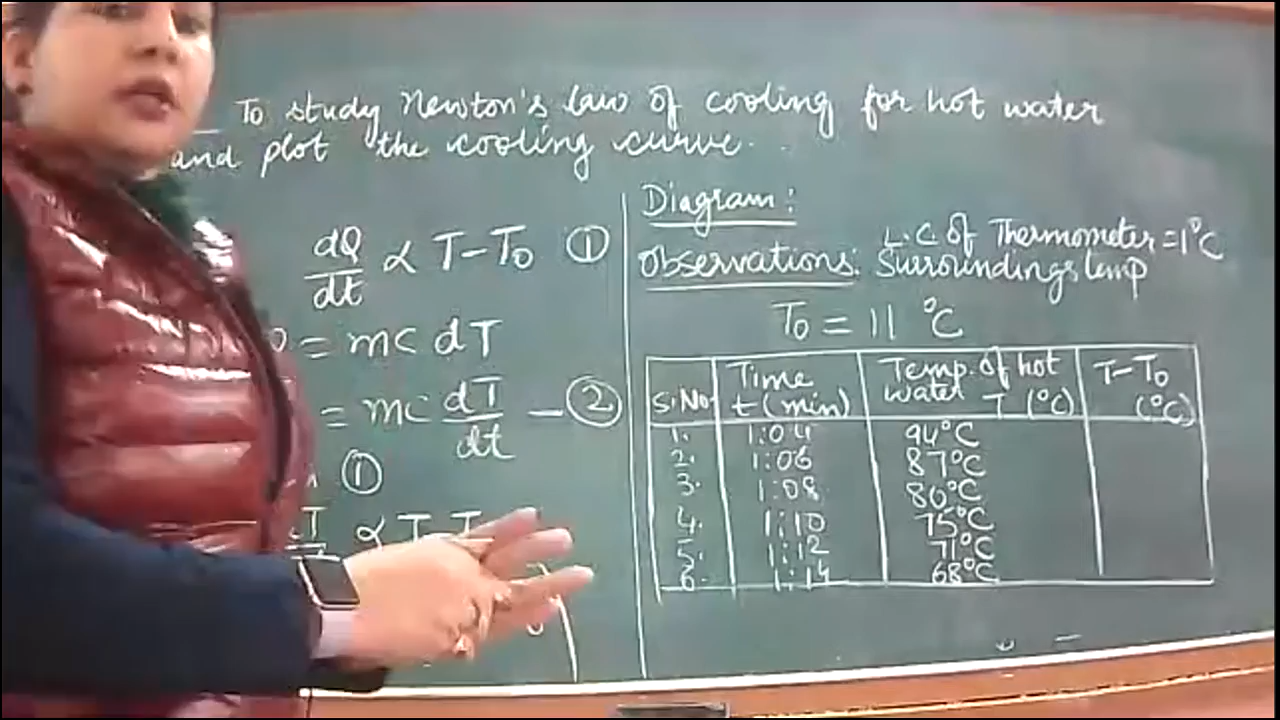 To study Newton's law of cooling for hot water
and plot the cooling curve.
dQ/dt ∝ T-T₀ ①
= mc dT
= mc dT/dt - ②
①
∝ T-T
Diagram:
Observations: L.C of Thermometer = 1°C
Surroundings temp
T₀ = 11 °C
S.No. Time t (min) Temp. of hot water T (°C) T-T₀ (°C)
1. 1:04 94°C
2. 1:06 87°C
3. 1:08 80°C
4. 1:10 75°C
5. 1:12 71°C
6. 1:14 68°C